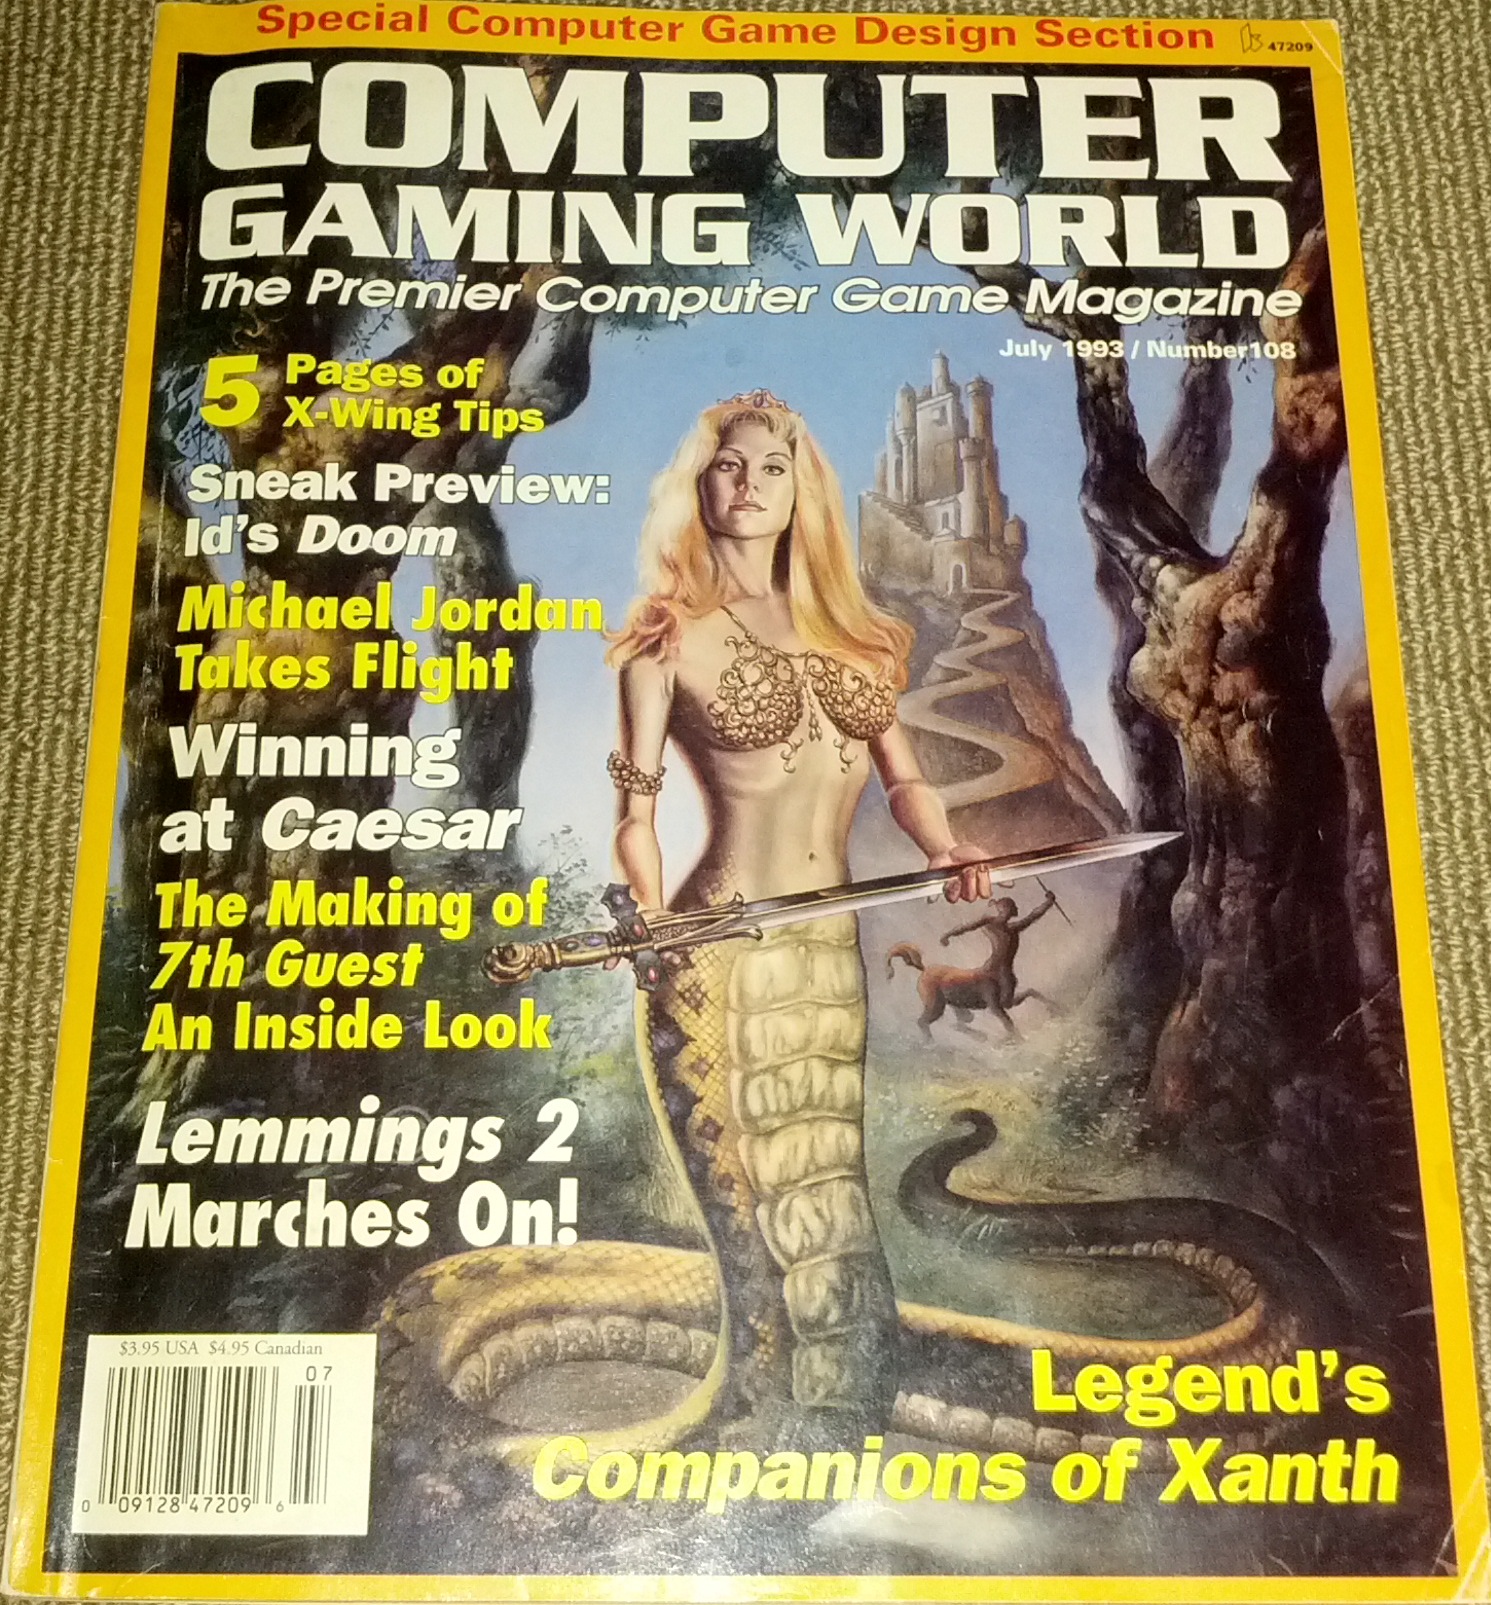 Special Computer Game Design Section
47209
COMPUTER
GAMING WORLD
The Premier Computer Game Magazine
July 1993 / Number108
5 Pages of
X-Wing Tips
Sneak Preview:
Id's Doom
Michael Jordan
Takes Flight
Winning
at Caesar
The Making of
7th Guest
An Inside Look
Lemmings 2
Marches On!
$3.95 USA $4.95 Canadian
07
0 09128 47209 6
Legend's
Companions of Xanth